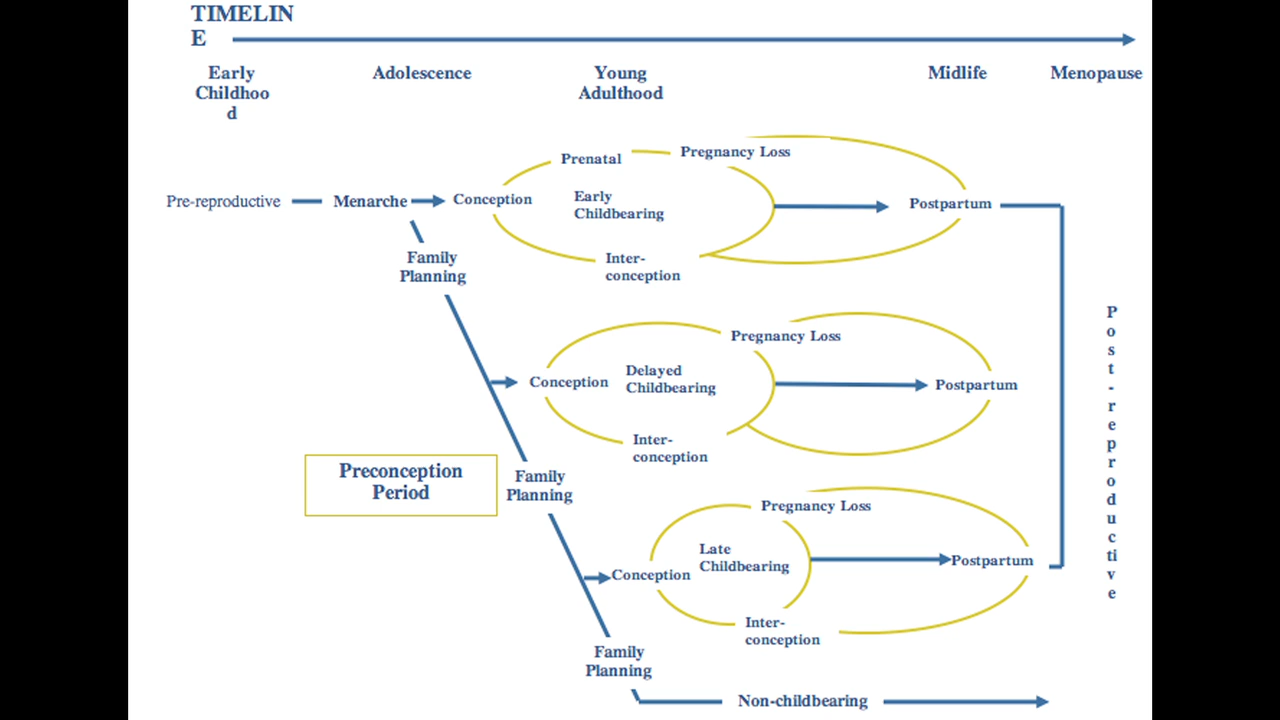 TIMELIN
E
Early
Childhoo
d
Adolescence
Young
Adulthood
Midlife
Menopause
Prenatal
Pregnancy Loss
Pre-reproductive
Menarche
Conception
Early
Childbearing
Postpartum
Inter-
conception
Family
Planning
Pregnancy Loss
Conception
Delayed
Childbearing
Postpartum
Inter-
conception
Preconception
Period
Family
Planning
Pregnancy Loss
Late
Childbearing
Conception
Postpartum
Inter-
conception
Family
Planning
Non-childbearing
P
o
s
t
-
r
e
p
r
o
d
u
c
ti
v
e